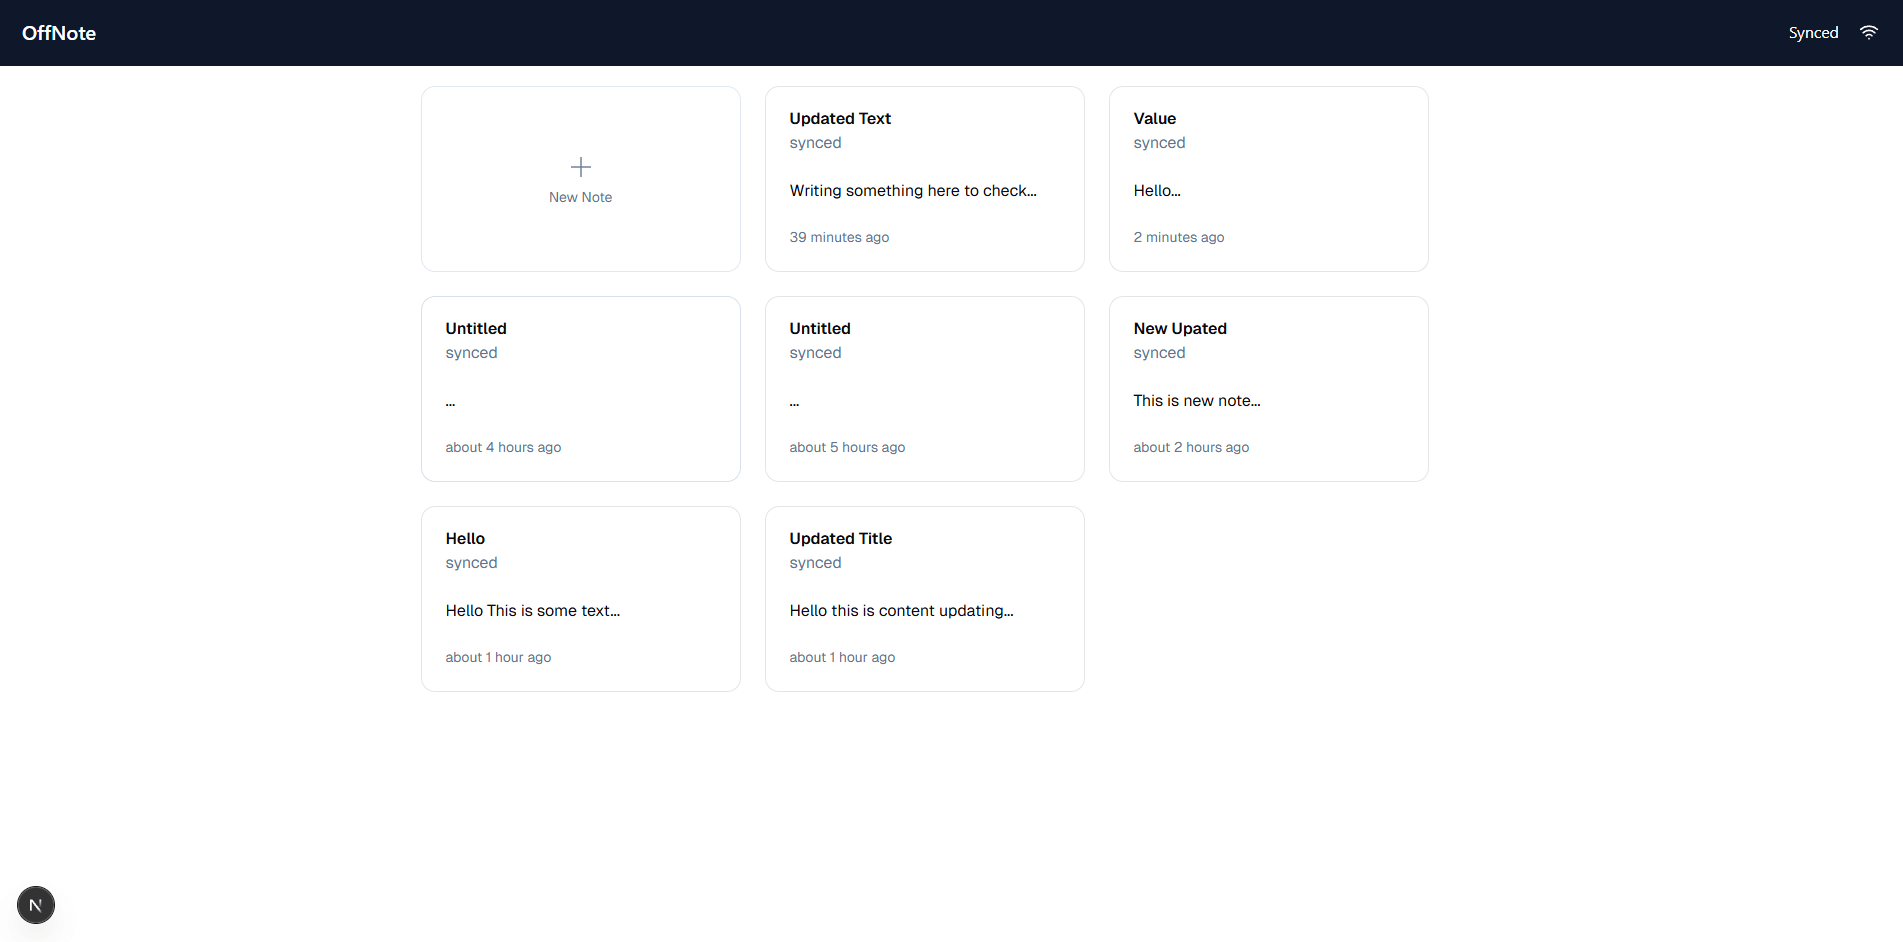 OffNote
Synced
New Note
Updated Text
synced
Writing something here to check...
39 minutes ago
Value
synced
Hello...
2 minutes ago
Untitled
synced
...
about 4 hours ago
Untitled
synced
...
about 5 hours ago
New Upated
synced
This is new note...
about 2 hours ago
Hello
synced
Hello This is some text...
about 1 hour ago
Updated Title
synced
Hello this is content updating...
about 1 hour ago
N